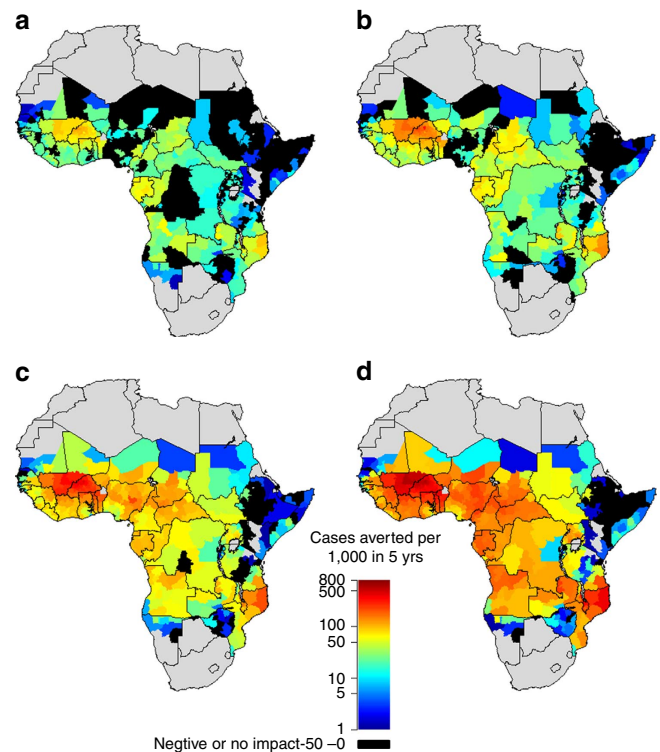 a
b
c
d
Cases averted per
1,000 in 5 yrs
800
500
100
50
10
5
1
Negtive or no impact-50 –0